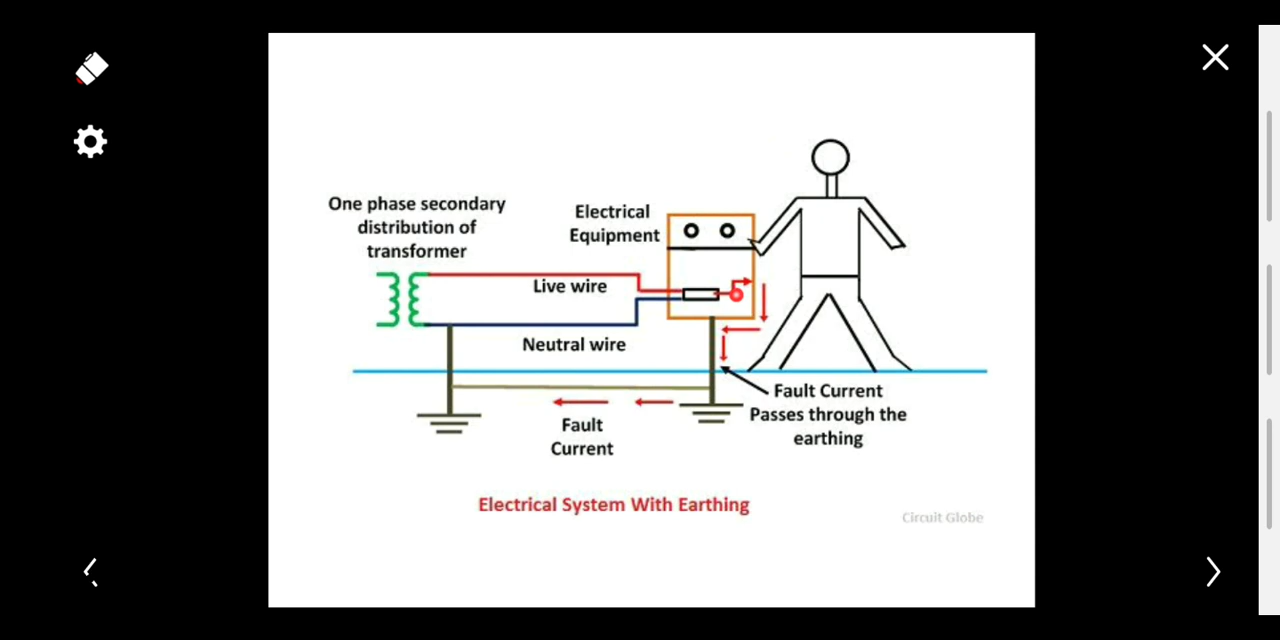 One phase secondary
distribution of
transformer
Electrical
Equipment
Live wire
Neutral wire
Fault Current
Passes through the
earthing
Fault
Current
Electrical System With Earthing
Circuit Globe